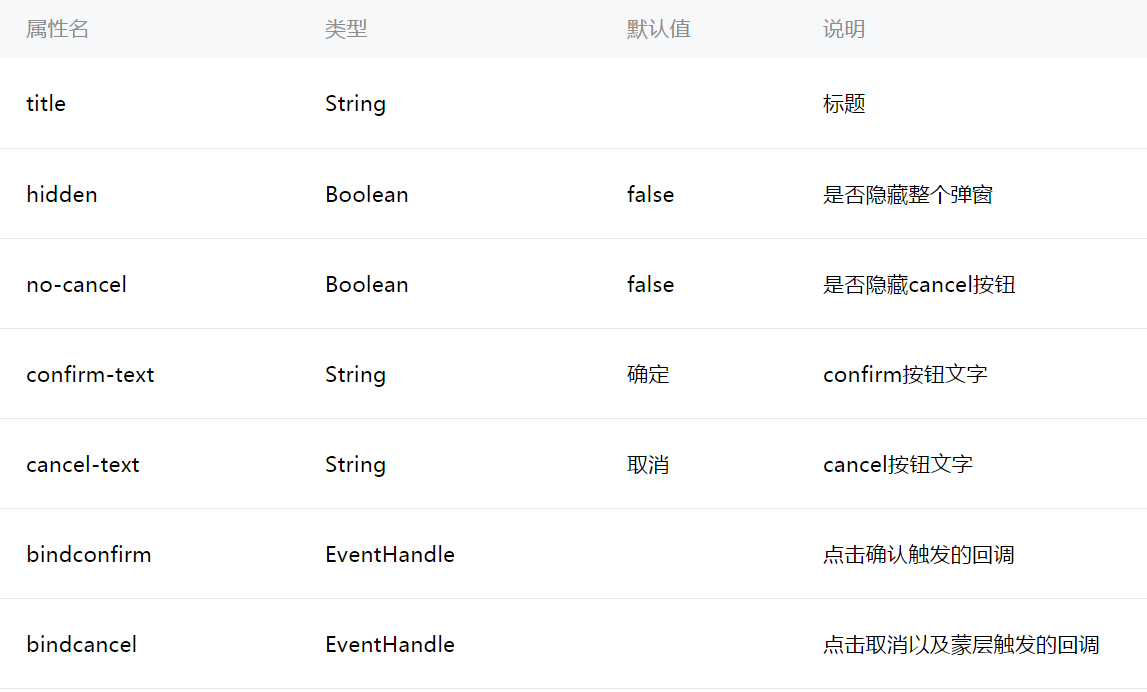 属性名 类型 默认值 说明
title String 标题
hidden Boolean false 是否隐藏整个弹窗
no-cancel Boolean false 是否隐藏cancel按钮
confirm-text String 确定 confirm按钮文字
cancel-text String 取消 cancel按钮文字
bindconfirm EventHandle 点击确认触发的回调
bindcancel EventHandle 点击取消以及蒙层触发的回调